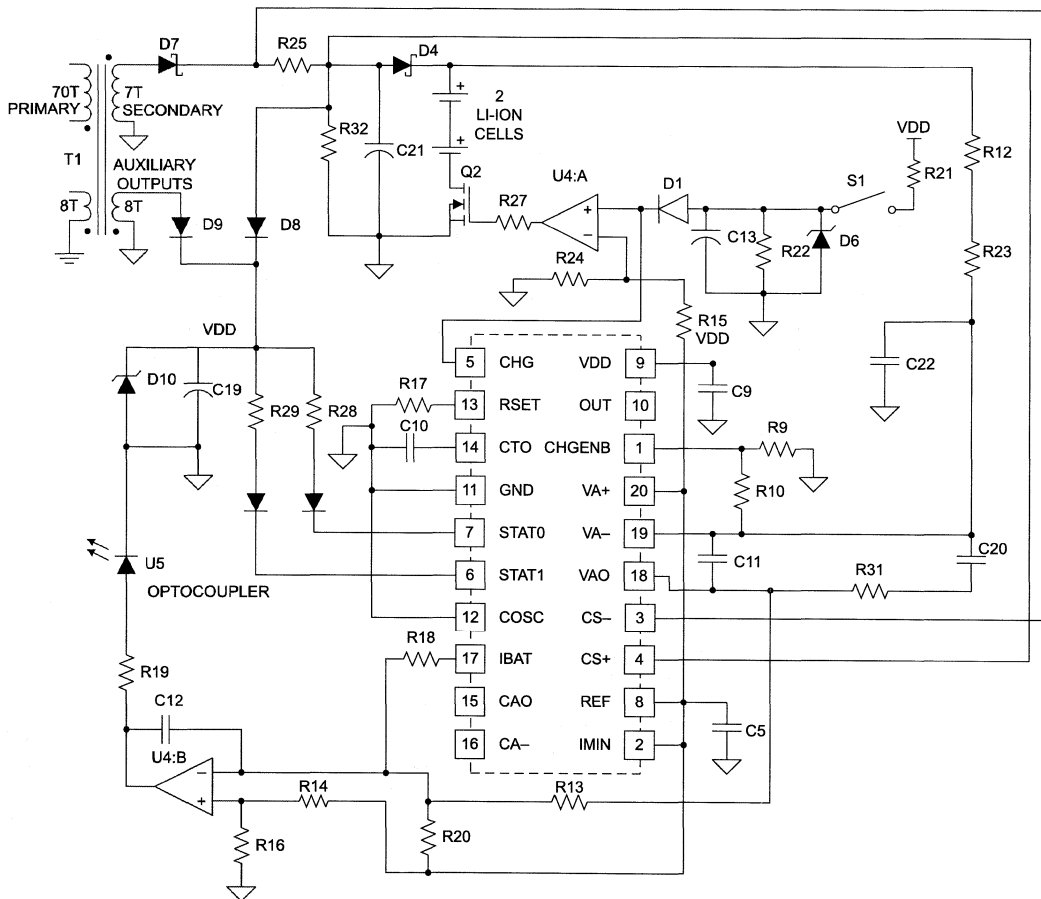 D7
R25
D4
70T
PRIMARY
7T
SECONDARY
2
LI-ION
CELLS
+
+
R32
C21
T1
AUXILIARY
OUTPUTS
8T
8T
D9
D8
Q2
R27
U4:A
+
−
D1
C13
R22
D6
S1
VDD
R21
R12
R23
R24
R15
VDD
C22
VDD
D10
C19
R29
R28
R17
C10
5 CHG
VDD 9
13 RSET
OUT 10
14 CTO
CHGENB 1
11 GND
VA+ 20
7 STAT0
VA– 19
6 STAT1
VAO 18
12 COSC
CS– 3
17 IBAT
CS+ 4
15 CAO
REF 8
16 CA–
IMIN 2
C9
R9
R10
C11
C20
R31
U5
OPTOCOUPLER
R18
R19
C12
C5
U4:B
−
+
R14
R13
R16
R20